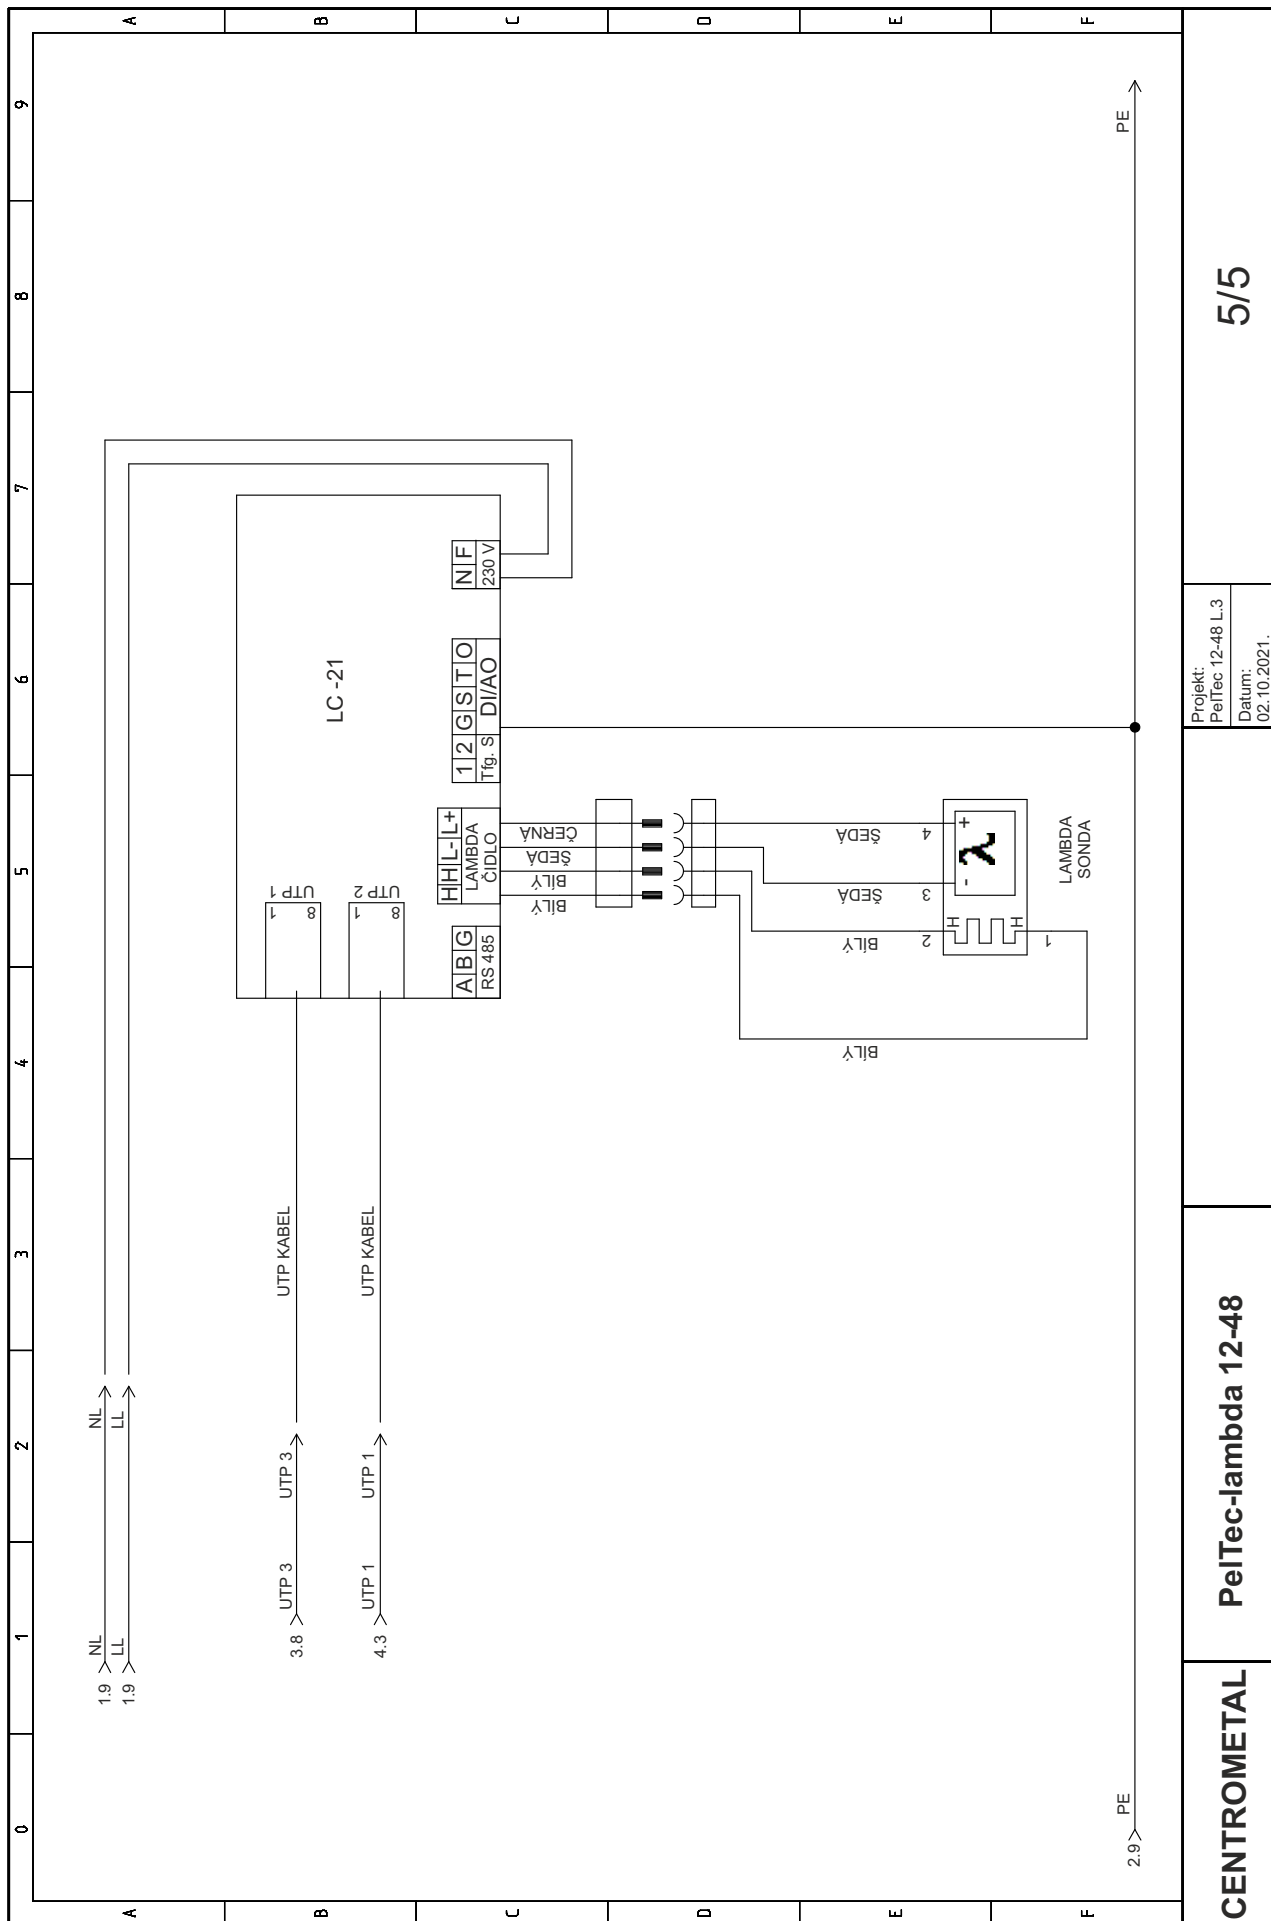 0 1 2 3 4 5 6 7 8 9
A
A
B
B
C
C
D
D
E
E
F
F
1.9 NL NL
1.9 LL LL
3.8 UTP 3 UTP 3 UTP KABEL
4.3 UTP 1 UTP 1 UTP KABEL
UTP 1
1 8
UTP 2
1 8
LC -21
A B G
RS 485
H H L- L+
LAMBDA
ČIDLO
1 2 G S T O
Tfg. S DI/AO
N F
230 V
BÍLÝ
BÍLÝ
ŠEDÁ
ČERNÁ
BÍLÝ
BÍLÝ
ŠEDÁ
ŠEDÁ
2 3 4
H H - + λ
1
LAMBDA
SONDA
2.9 PE PE
CENTROMETAL
PelTec-lambda 12-48
Projekt:
PelTec 12-48 L.3
Datum:
02.10.2021.
5/5